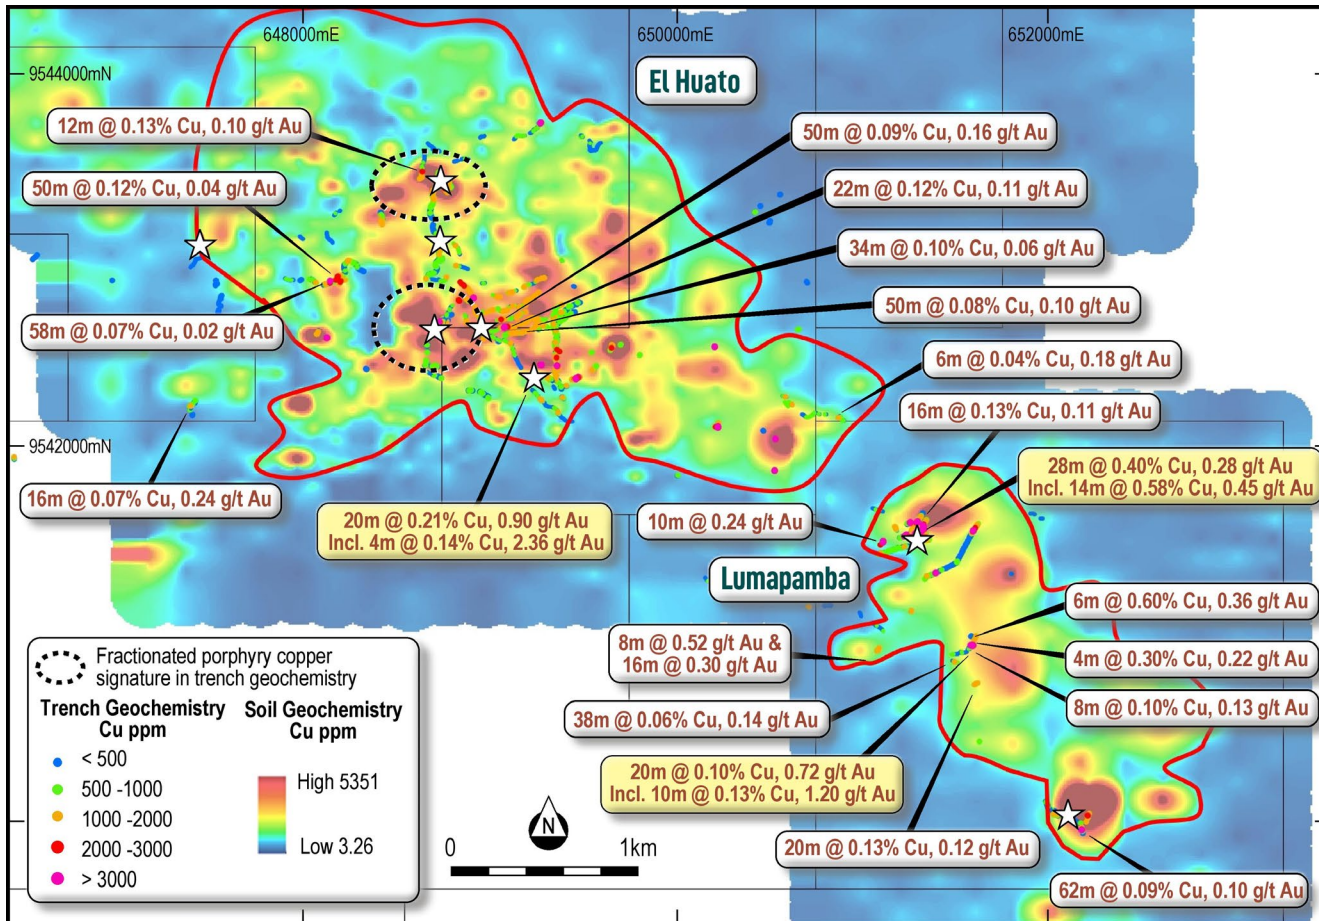 648000mE
650000mE
652000mE
9544000mN
El Huato
12m @ 0.13% Cu, 0.10 g/t Au
50m @ 0.09% Cu, 0.16 g/t Au
50m @ 0.12% Cu, 0.04 g/t Au
22m @ 0.12% Cu, 0.11 g/t Au
34m @ 0.10% Cu, 0.06 g/t Au
50m @ 0.08% Cu, 0.10 g/t Au
58m @ 0.07% Cu, 0.02 g/t Au
6m @ 0.04% Cu, 0.18 g/t Au
16m @ 0.13% Cu, 0.11 g/t Au
9542000mN
28m @ 0.40% Cu, 0.28 g/t Au
Incl. 14m @ 0.58% Cu, 0.45 g/t Au
16m @ 0.07% Cu, 0.24 g/t Au
20m @ 0.21% Cu, 0.90 g/t Au
Incl. 4m @ 0.14% Cu, 2.36 g/t Au
10m @ 0.24 g/t Au
Lumapamba
6m @ 0.60% Cu, 0.36 g/t Au
8m @ 0.52 g/t Au &
16m @ 0.30 g/t Au
4m @ 0.30% Cu, 0.22 g/t Au
8m @ 0.10% Cu, 0.13 g/t Au
38m @ 0.06% Cu, 0.14 g/t Au
20m @ 0.10% Cu, 0.72 g/t Au
Incl. 10m @ 0.13% Cu, 1.20 g/t Au
20m @ 0.13% Cu, 0.12 g/t Au
62m @ 0.09% Cu, 0.10 g/t Au
Fractionated porphyry copper
signature in trench geochemistry
Trench Geochemistry
Cu ppm
< 500
500 -1000
1000 -2000
2000 -3000
> 3000
Soil Geochemistry
Cu ppm
High 5351
Low 3.26
N
0
1km